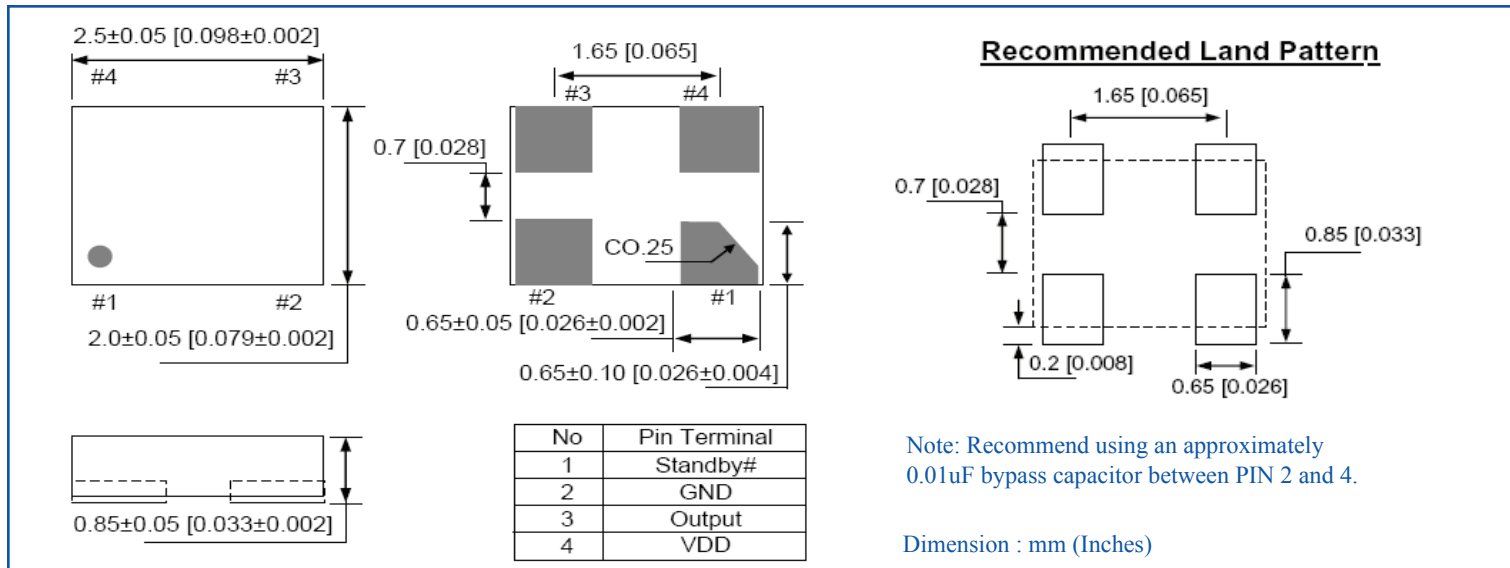 2.5±0.05 [0.098±0.002]
#4 #3
#1 #2
2.0±0.05 [0.079±0.002]
1.65 [0.065]
#3 #4
0.7 [0.028]
CO.25
#2 #1
0.65±0.05 [0.026±0.002]
0.65±0.10 [0.026±0.004]
Recommended Land Pattern
1.65 [0.065]
0.7 [0.028]
0.85 [0.033]
0.2 [0.008]
0.65 [0.026]
0.85±0.05 [0.033±0.002]
No Pin Terminal
1 Standby#
2 GND
3 Output
4 VDD
Note: Recommend using an approximately
0.01uF bypass capacitor between PIN 2 and 4.
Dimension : mm (Inches)